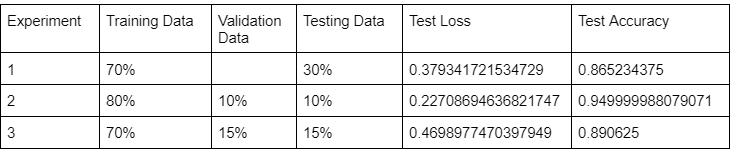 Experiment Training Data Validation Data Testing Data Test Loss Test Accuracy
1 70% 30% 0.379341721534729 0.865234375
2 80% 10% 10% 0.22708694636821747 0.949999988079071
3 70% 15% 15% 0.4698977470397949 0.890625